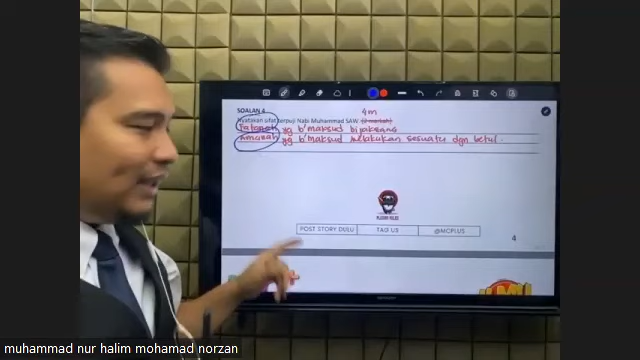 SOALAN 4
4m
Nyatakan sifat terpuji Nabi Muhammad SAW.
Fatonah yg b'maksud bijaksana
Amanah yg b'maksud melakukan sesuatu dgn betul.
POST STORY DULU
TAG US
@MCPLUS
4
muhammad nur halim mohamad norzan